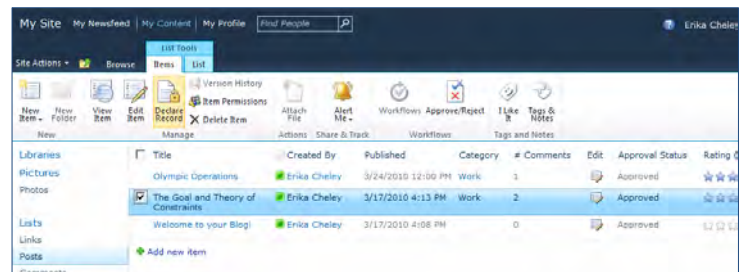 My Site My Newsfeed | My Content | My Profile Find People Erika Cheley
List Tools
Site Actions Browse Items List
New Item New Folder View Item Edit Item Declare Record Version History Item Permissions Delete Item Attach File Alert Me Workflows Approve/Reject I Like It Tags & Notes
New Manage Actions Share & Track Workflows Tags and Notes
Libraries Title Created By Published Category # Comments Edit Approval Status Rating
Pictures Olympic Operations Erika Cheley 3/24/2010 12:00 PM Work 1 Approved
Photos
The Goal and Theory of Constraints Erika Cheley 3/17/2010 4:13 PM Work 2 Approved
Lists Welcome to your Blog! Erika Cheley 3/17/2010 4:08 PM 0 Approved
Links
Posts Add new item
Comments